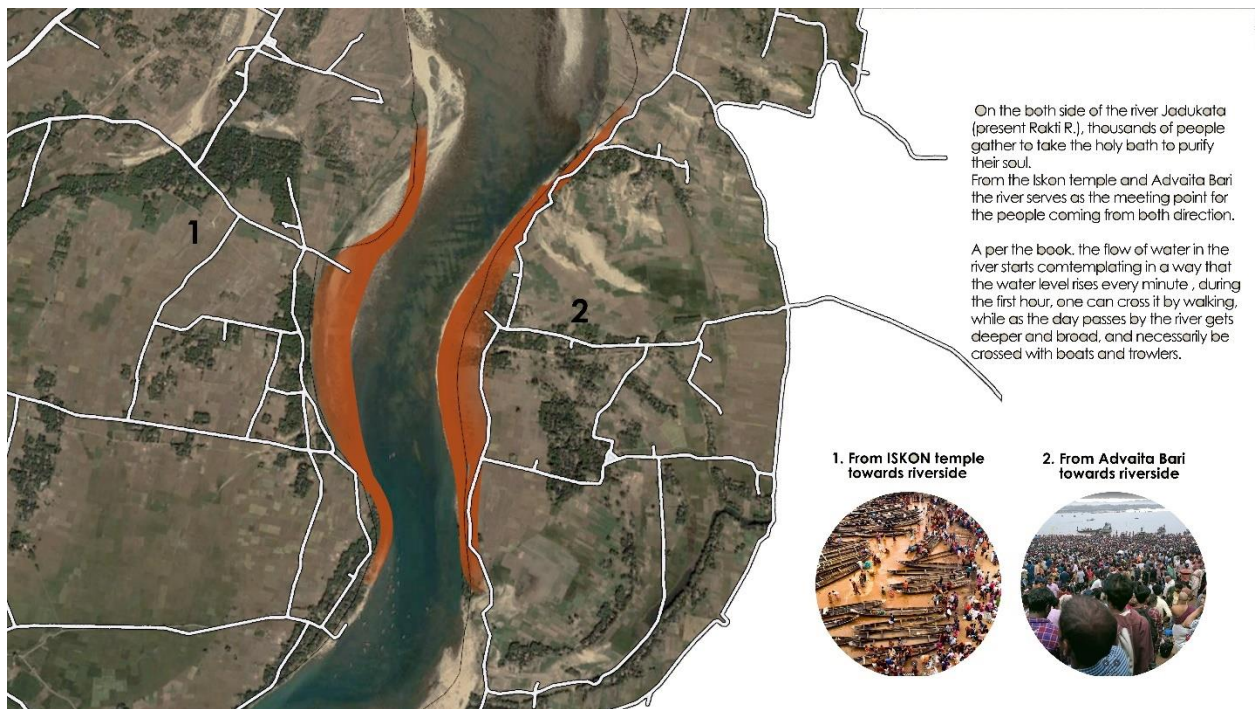 1
2
On the both side of the river Jadukata
(present Rakti R.), thousands of people
gather to take the holy bath to purify
their soul.
From the Iskon temple and Advaita Bari
the river serves as the meeting point for
the people coming from both direction.
A per the book. the flow of water in the
river starts comtemplating in a way that
the water level rises every minute , during
the first hour, one can cross it by walking,
while as the day passes by the river gets
deeper and broad, and necessarily be
crossed with boats and trowlers.
1. From ISKON temple
towards riverside
2. From Advaita Bari
towards riverside